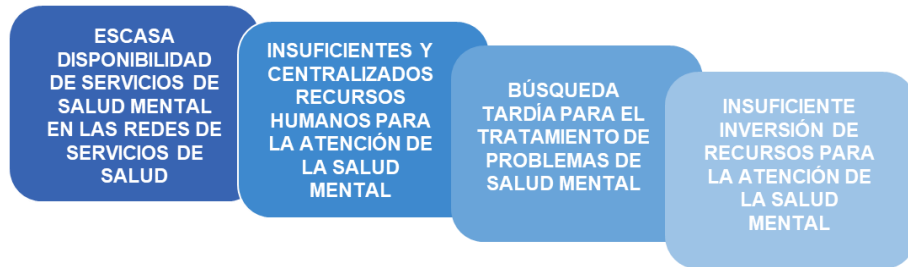 ESCASA
DISPONIBILIDAD
DE SERVICIOS DE
SALUD MENTAL
EN LAS REDES DE
SERVICIOS DE
SALUD
INSUFICIENTES Y
CENTRALIZADOS
RECURSOS
HUMANOS PARA
LA ATENCIÓN DE
LA SALUD
MENTAL
BÚSQUEDA
TARDÍA PARA EL
TRATAMIENTO DE
PROBLEMAS DE
SALUD MENTAL
INSUFICIENTE
INVERSIÓN DE
RECURSOS PARA
LA ATENCIÓN DE
LA SALUD
MENTAL